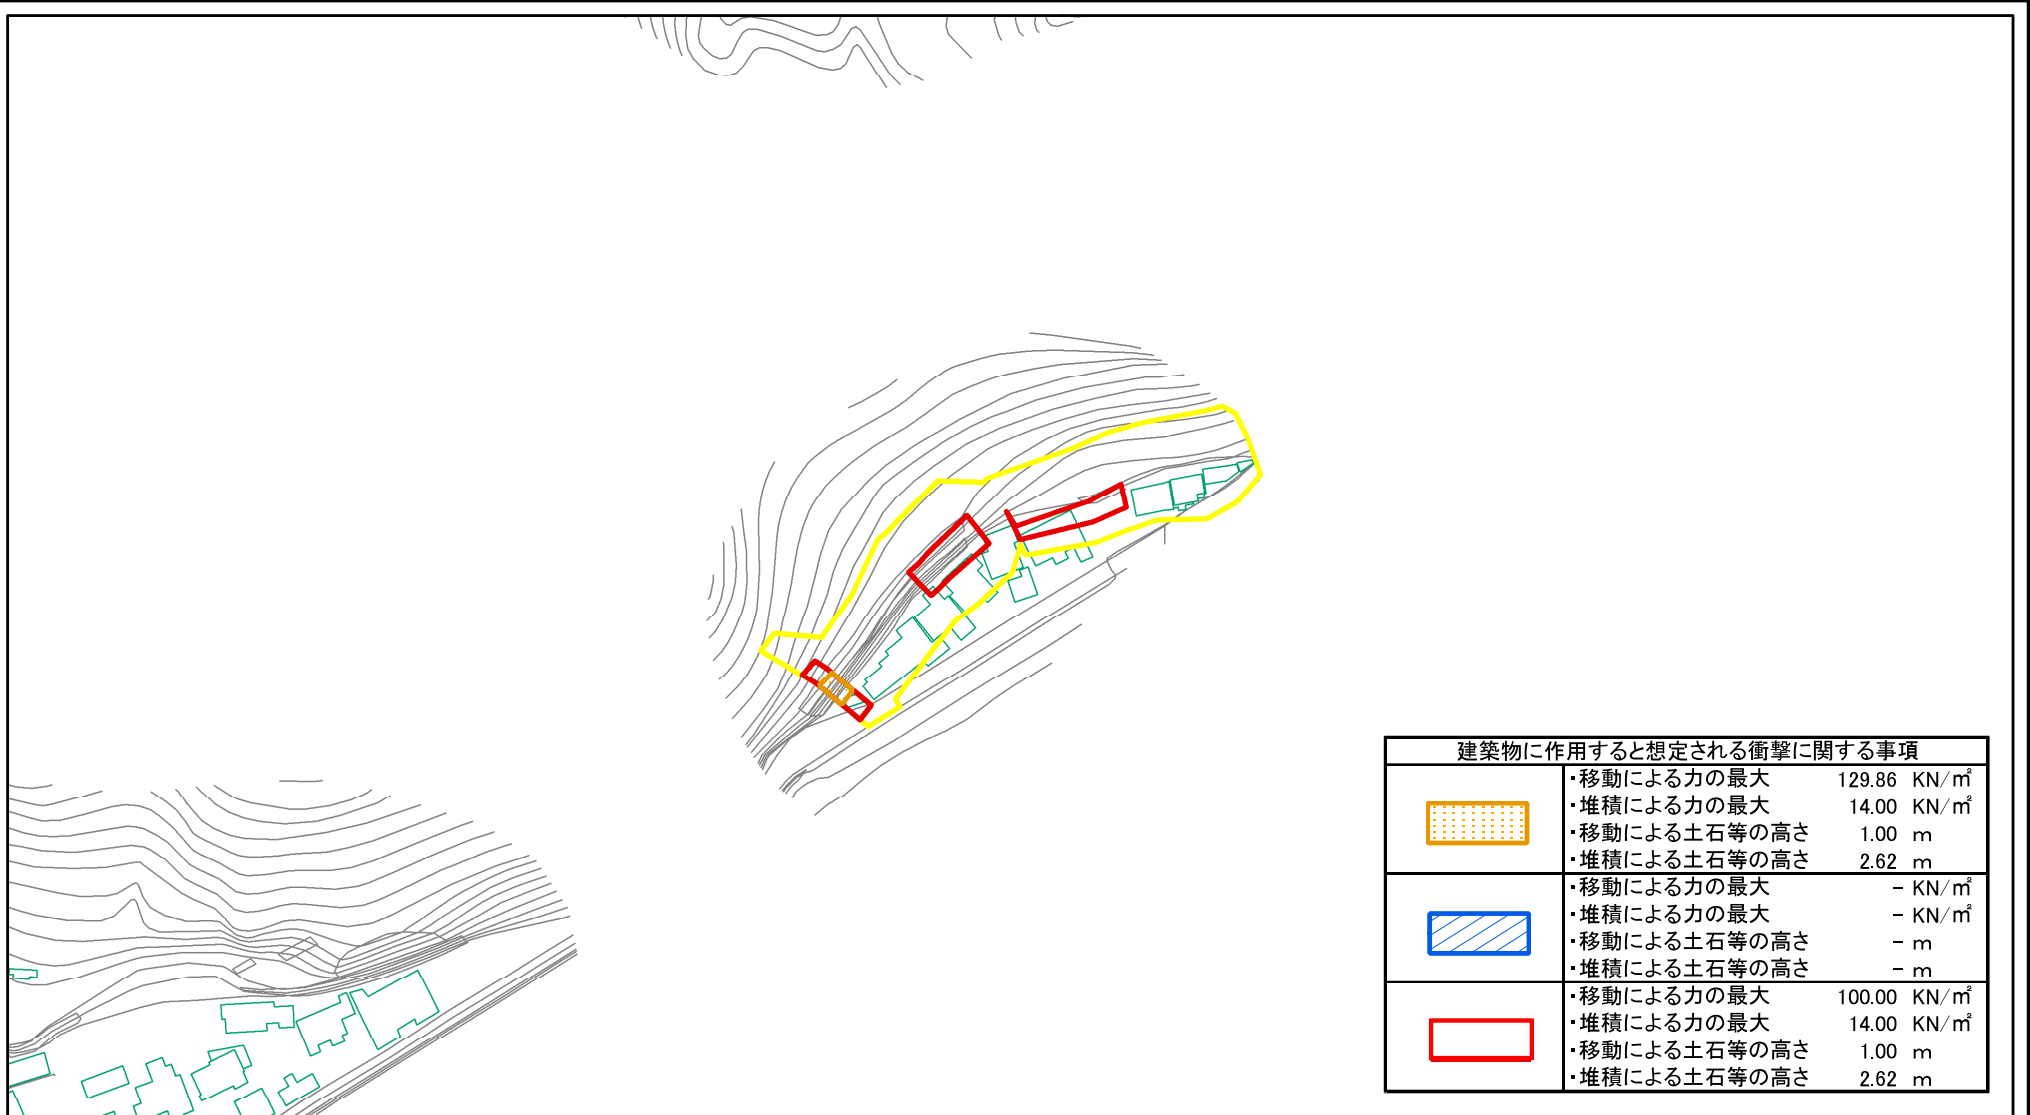 建築物に作用すると想定される衝撃に関する事項
・移動による力の最大 129.86 KN/㎡
・堆積による力の最大 14.00 KN/㎡
・移動による土石等の高さ 1.00 m
・堆積による土石等の高さ 2.62 m
・移動による力の最大 - KN/㎡
・堆積による力の最大 - KN/㎡
・移動による土石等の高さ - m
・堆積による土石等の高さ - m
・移動による力の最大 100.00 KN/㎡
・堆積による力の最大 14.00 KN/㎡
・移動による土石等の高さ 1.00 m
・堆積による土石等の高さ 2.62 m